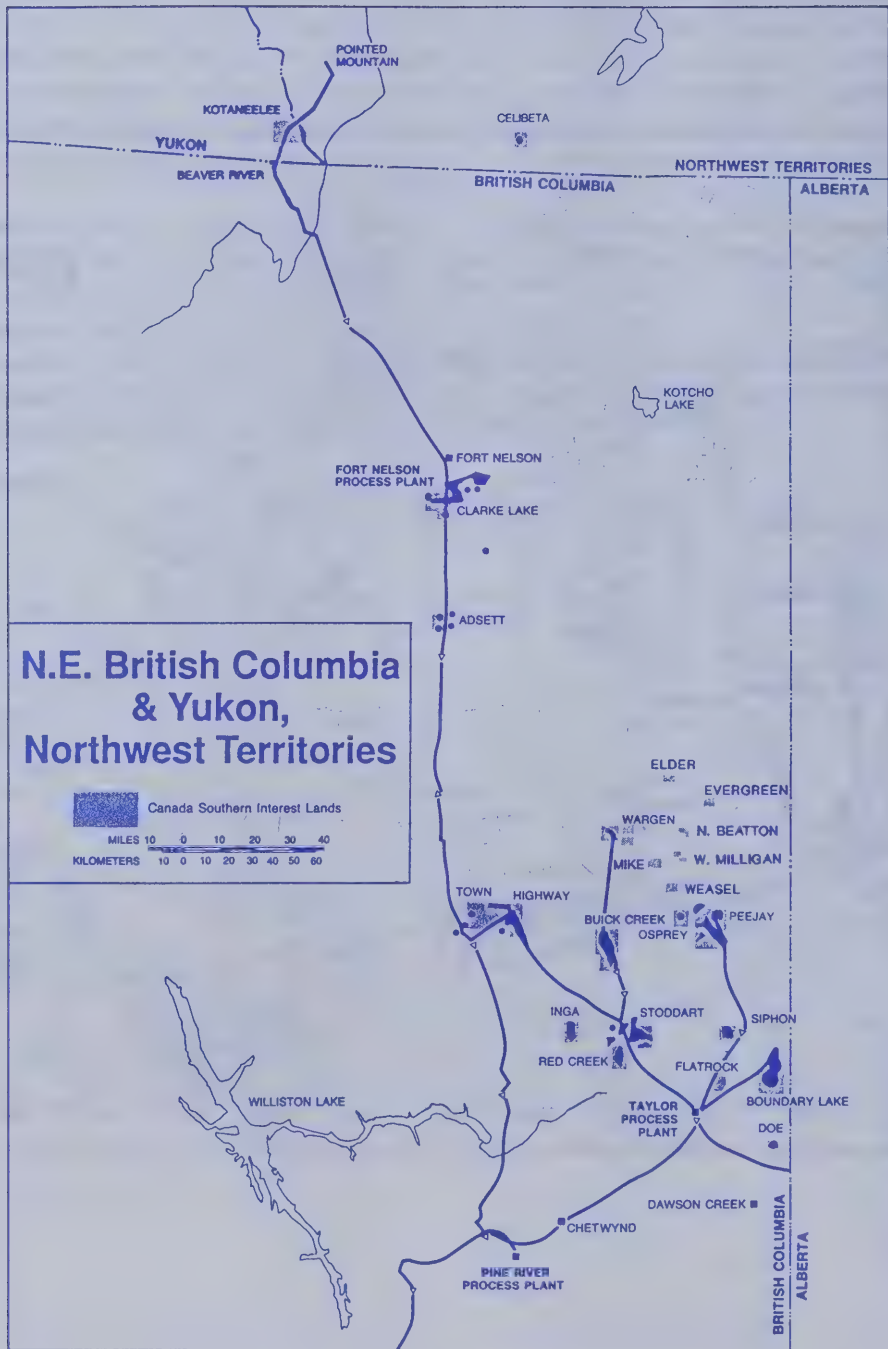 POINTED
MOUNTAIN
KOTANEELEE
CELIBETA
YUKON
NORTHWEST TERRITORIES
BEAVER RIVER
BRITISH COLUMBIA
ALBERTA
KOTCHO
LAKE
FORT NELSON
FORT NELSON
PROCESS PLANT
CLARKE LAKE
ADSETT
N.E. British Columbia
& Yukon,
Northwest Territories
Canada Southern Interest Lands
MILES 10 0 10 20 30 40
KILOMETERS 10 0 10 20 30 40 50 60
ELDER
EVERGREEN
WARGEN
N. BEATTON
MIKE
W. MILLIGAN
WEASEL
TOWN
HIGHWAY
BUICK CREEK
PEEJAY
OSPREY
INGA
STODDART
SIPHON
RED CREEK
FLATROCK
WILLISTON LAKE
BOUNDARY LAKE
TAYLOR
PROCESS
PLANT
DOE
DAWSON CREEK
CHETWYND
PINE RIVER
PROCESS PLANT
BRITISH COLUMBIA
ALBERTA